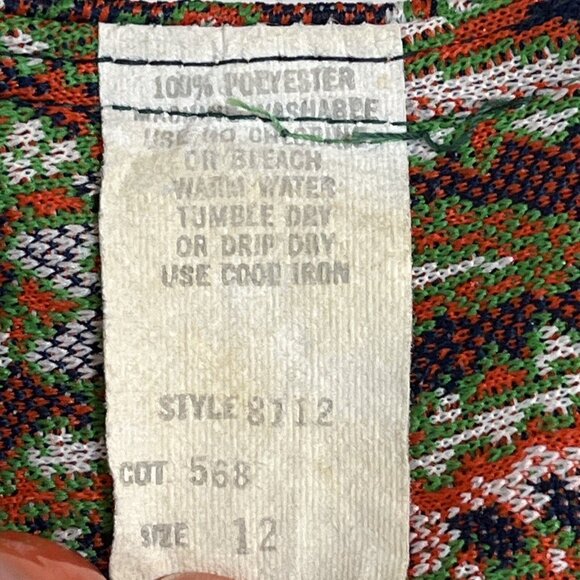 100% POLYESTER
MACHINE WASHABLE
USE NO CHLORINE
OR BLEACH
WARM WATER
TUMBLE DRY
OR DRIP DRY
USE COOL IRON
STYLE 8112
CUT 568
SIZE 12